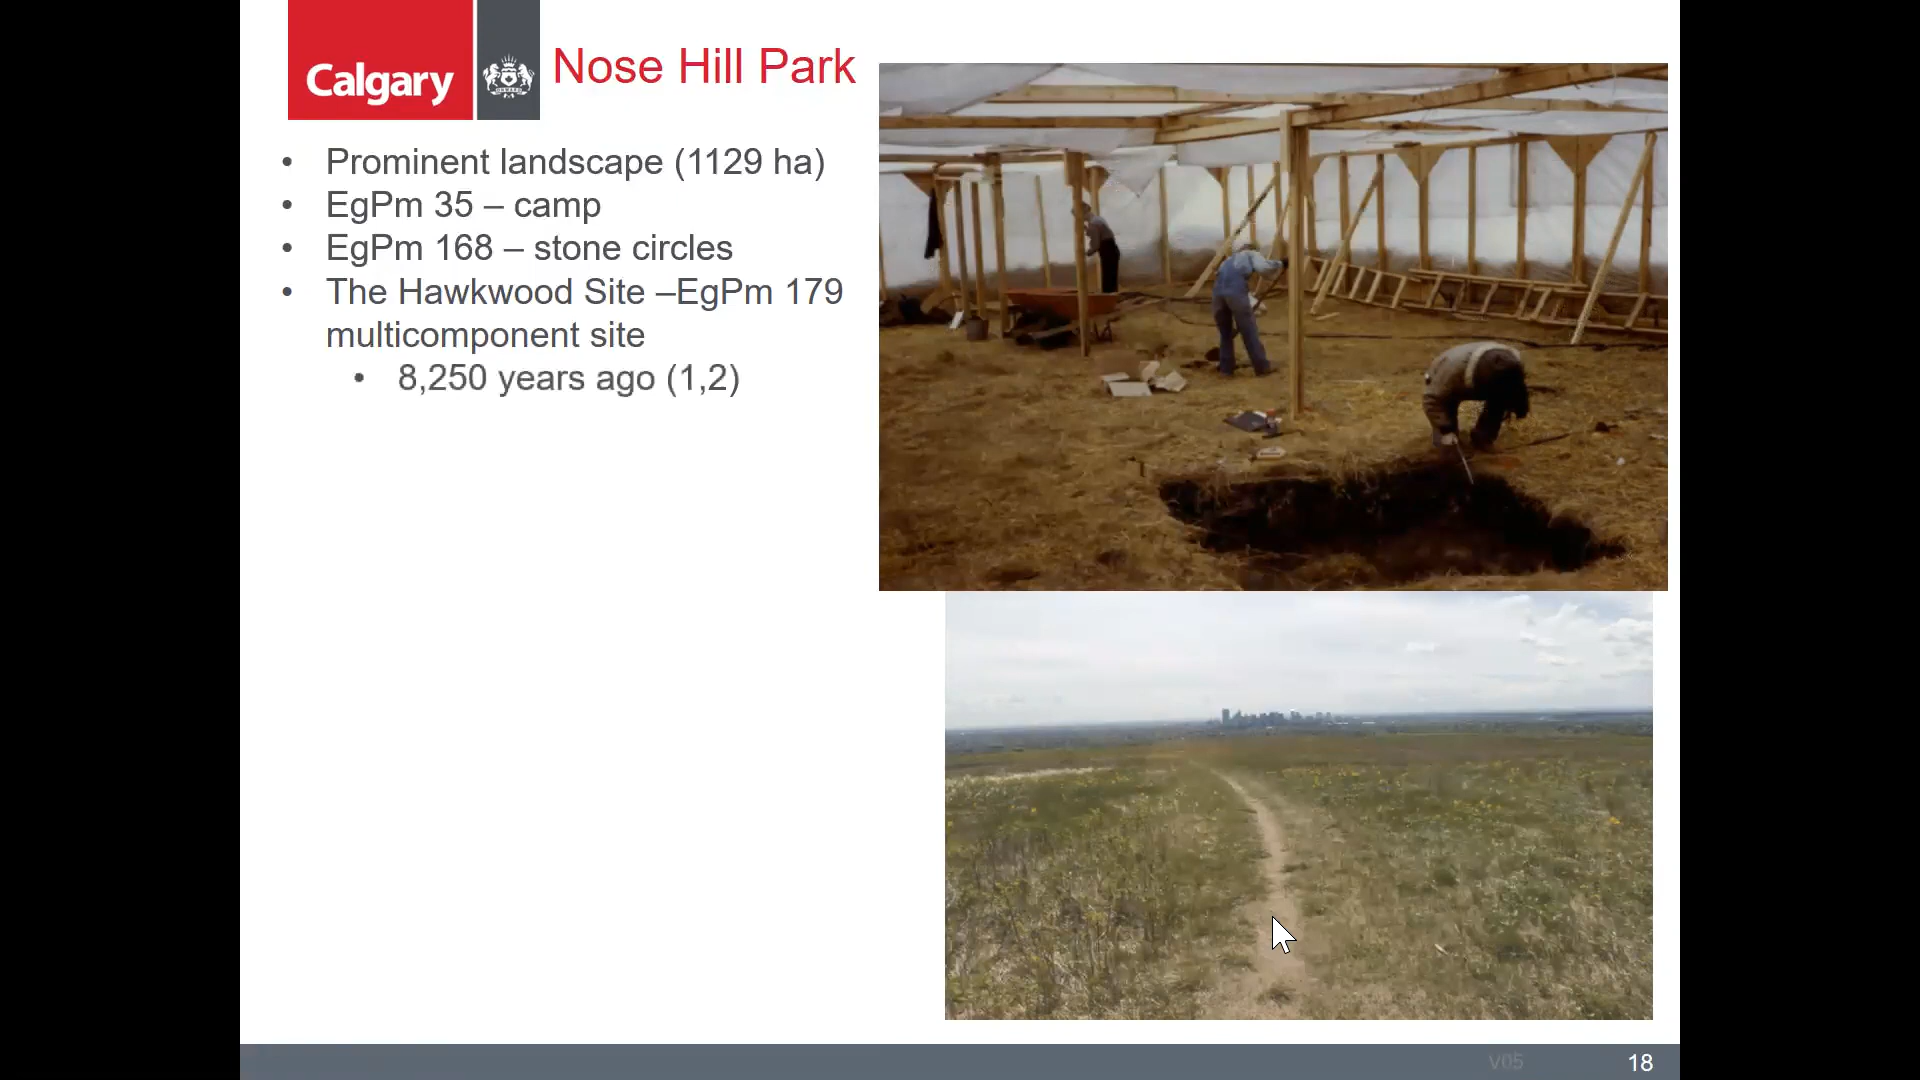 Calgary
ONWARD
Nose Hill Park
• Prominent landscape (1129 ha)
• EgPm 35 – camp
• EgPm 168 – stone circles
• The Hawkwood Site –EgPm 179
multicomponent site
• 8,250 years ago (1,2)
V05
18